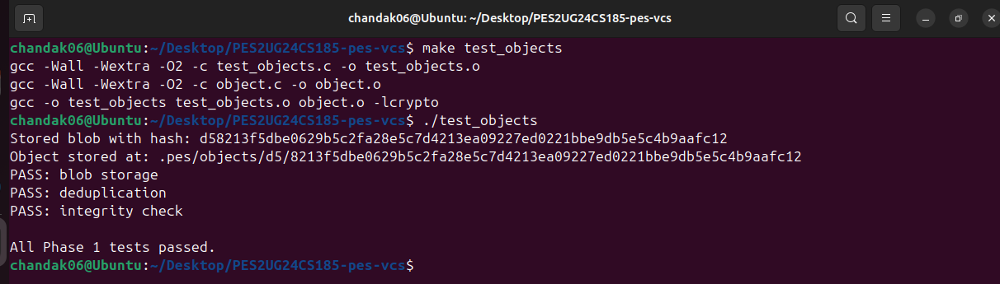 chandak06@Ubuntu: ~/Desktop/PES2UG24CS185-pes-vcs
chandak06@Ubuntu:~/Desktop/PES2UG24CS185-pes-vcs$ make test_objects
gcc -Wall -Wextra -O2 -c test_objects.c -o test_objects.o
gcc -Wall -Wextra -O2 -c object.c -o object.o
gcc -o test_objects test_objects.o object.o -lcrypto
chandak06@Ubuntu:~/Desktop/PES2UG24CS185-pes-vcs$ ./test_objects
Stored blob with hash: d58213f5dbe0629b5c2fa28e5c7d4213ea09227ed0221bbe9db5e5c4b9aafc12
Object stored at: .pes/objects/d5/8213f5dbe0629b5c2fa28e5c7d4213ea09227ed0221bbe9db5e5c4b9aafc12
PASS: blob storage
PASS: deduplication
PASS: integrity check
All Phase 1 tests passed.
chandak06@Ubuntu:~/Desktop/PES2UG24CS185-pes-vcs$